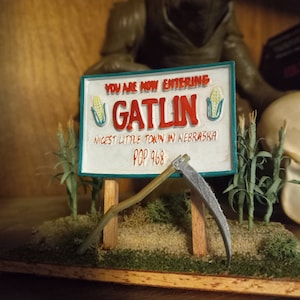 YOU ARE NOW ENTERING
GATLIN
NICEST LITTLE TOWN IN NEBRASKA
POP 968